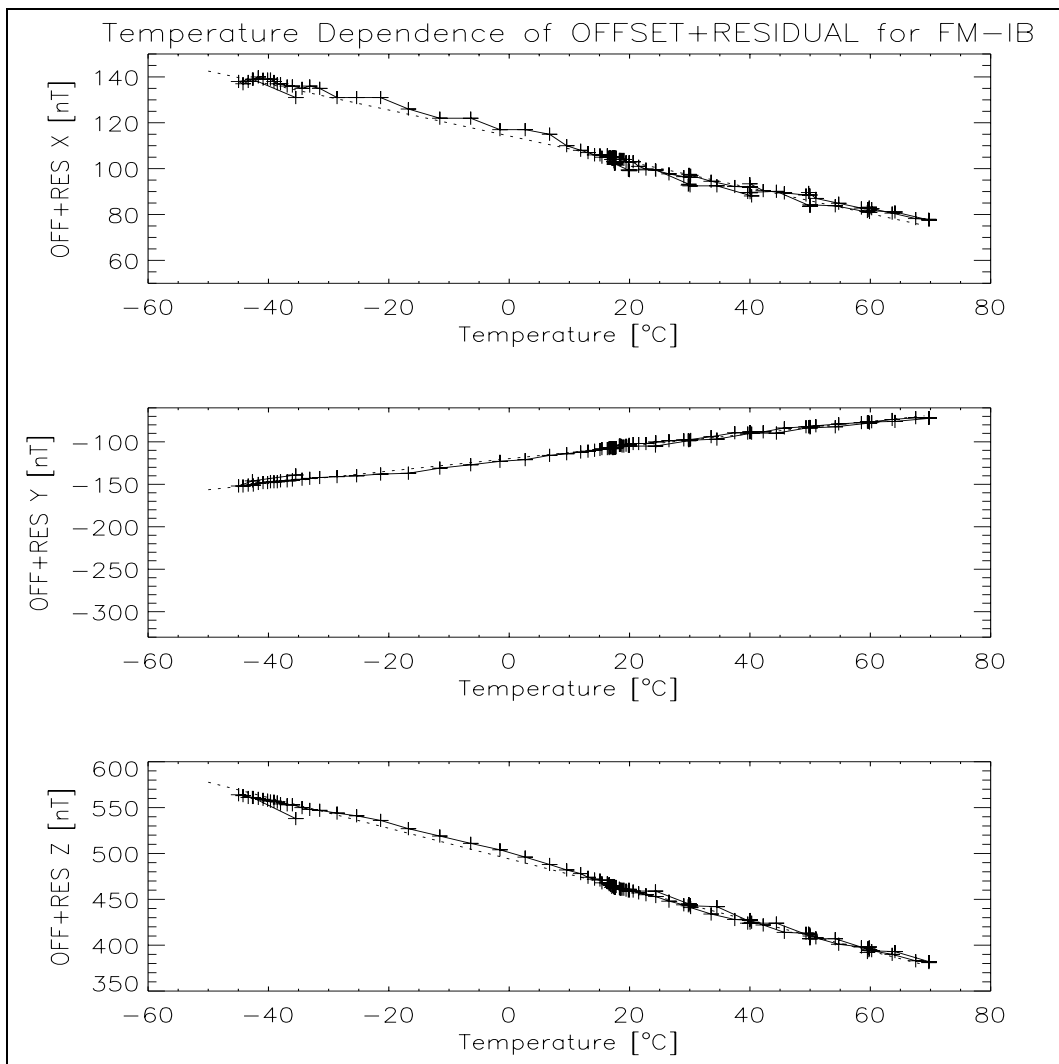 Temperature Dependence of OFFSET+RESIDUAL for FM-IB
OFF+RES X [nT]
140
120
100
80
60
-60 -40 -20 0 20 40 60 80
Temperature [°C]
OFF+RES Y [nT]
-100
-150
-200
-250
-300
-60 -40 -20 0 20 40 60 80
Temperature [°C]
OFF+RES Z [nT]
600
550
500
450
400
350
-60 -40 -20 0 20 40 60 80
Temperature [°C]